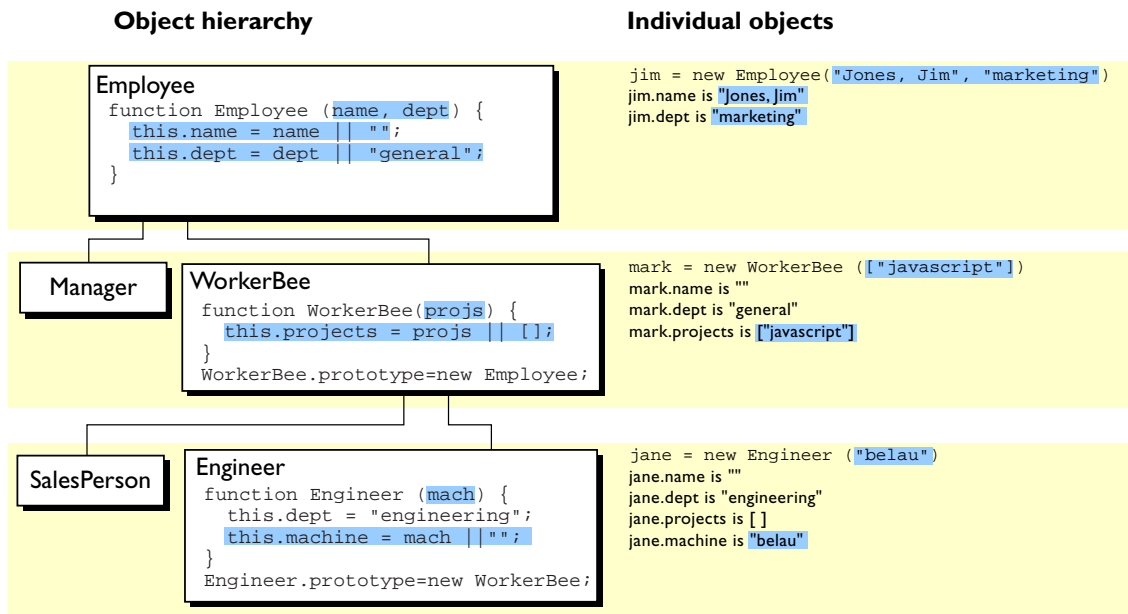 Object hierarchy
Individual objects
Employee
function Employee (name, dept) {
this.name = name || "";
this.dept = dept || "general";
}
jim = new Employee("Jones, Jim", "marketing")
jim.name is "Jones, Jim"
jim.dept is "marketing"
Manager
WorkerBee
function WorkerBee(projs) {
this.projects = projs || [];
}
WorkerBee.prototype=new Employee;
mark = new WorkerBee (["javascript"])
mark.name is ""
mark.dept is "general"
mark.projects is ["javascript"]
SalesPerson
Engineer
function Engineer (mach) {
this.dept = "engineering";
this.machine = mach ||"";
}
Engineer.prototype=new WorkerBee;
jane = new Engineer ("belau")
jane.name is ""
jane.dept is "engineering"
jane.projects is [ ]
jane.machine is "belau"